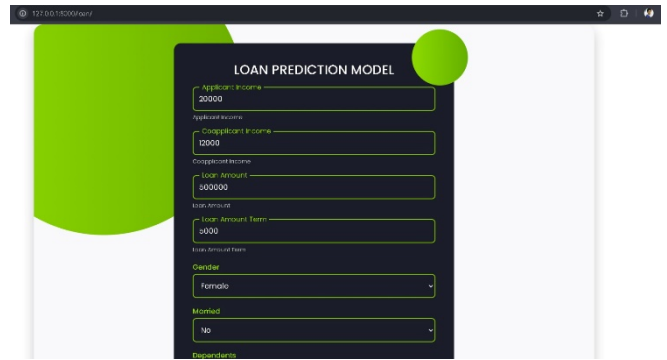 127.0.0.1:5000/loan/
LOAN PREDICTION MODEL
Applicant Income
20000
Applicant Income
Coapplicant Income
12000
Coapplicant Income
Loan Amount
500000
Loan Amount
Loan Amount Term
5000
Loan Amount Term
Gender
Female
Married
No
Dependents